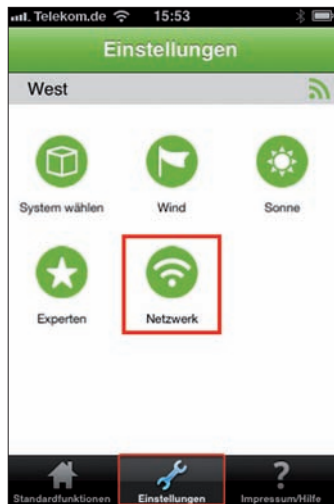 Telekom.de 15:53
Einstellungen
West
System wählen Wind Sonne
Experten Netzwerk
Standardfunktionen Einstellungen Impressum/Hilfe